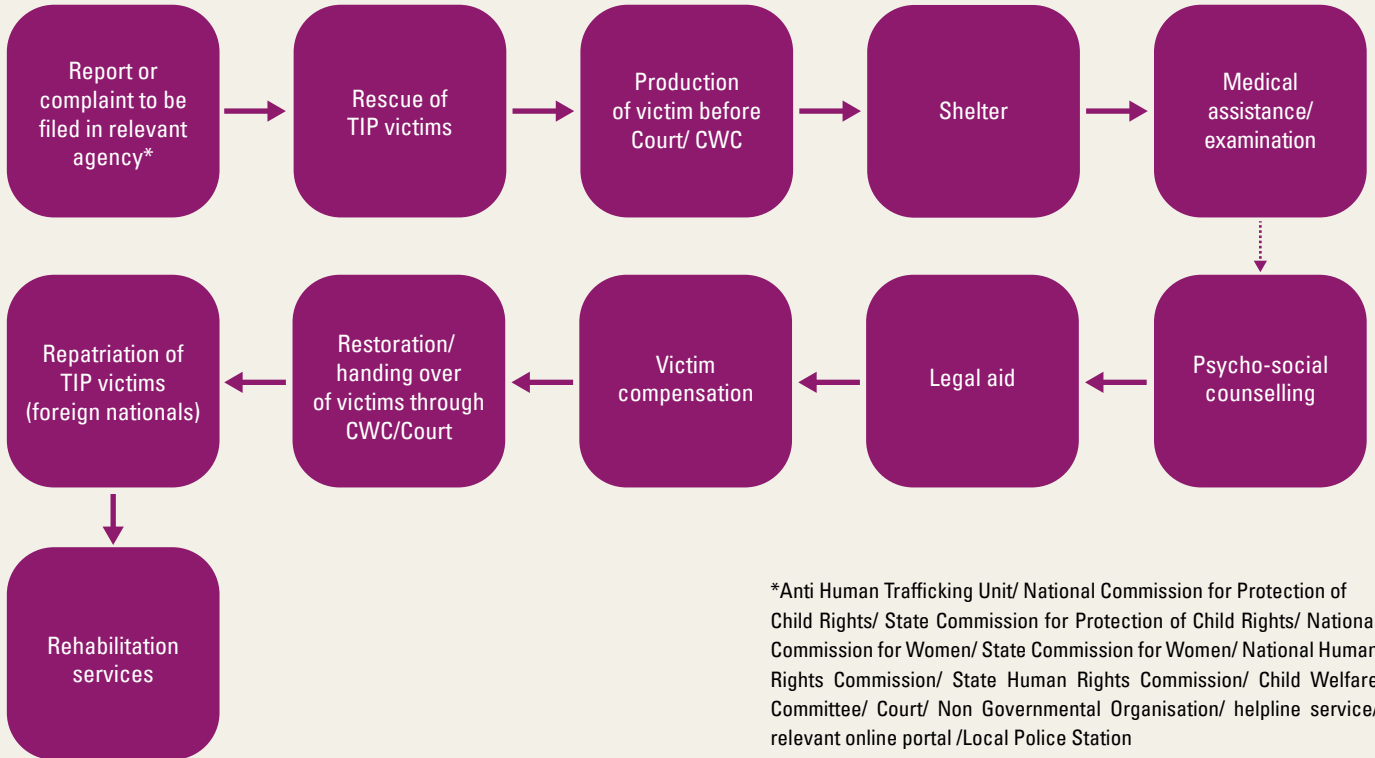 Report or
complaint to be
filed in relevant
agency*
Rescue of
TIP victims
Production
of victim before
Court/ CWC
Shelter
Medical
assistance/
examination
Psycho-social
counselling
Legal aid
Victim
compensation
Restoration/
handing over
of victims through
CWC/Court
Repatriation of
TIP victims
(foreign nationals)
Rehabilitation
services
*Anti Human Trafficking Unit/ National Commission for Protection of
Child Rights/ State Commission for Protection of Child Rights/ National
Commission for Women/ State Commission for Women/ National Human
Rights Commission/ State Human Rights Commission/ Child Welfare
Committee/ Court/ Non Governmental Organisation/ helpline service/
relevant online portal /Local Police Station